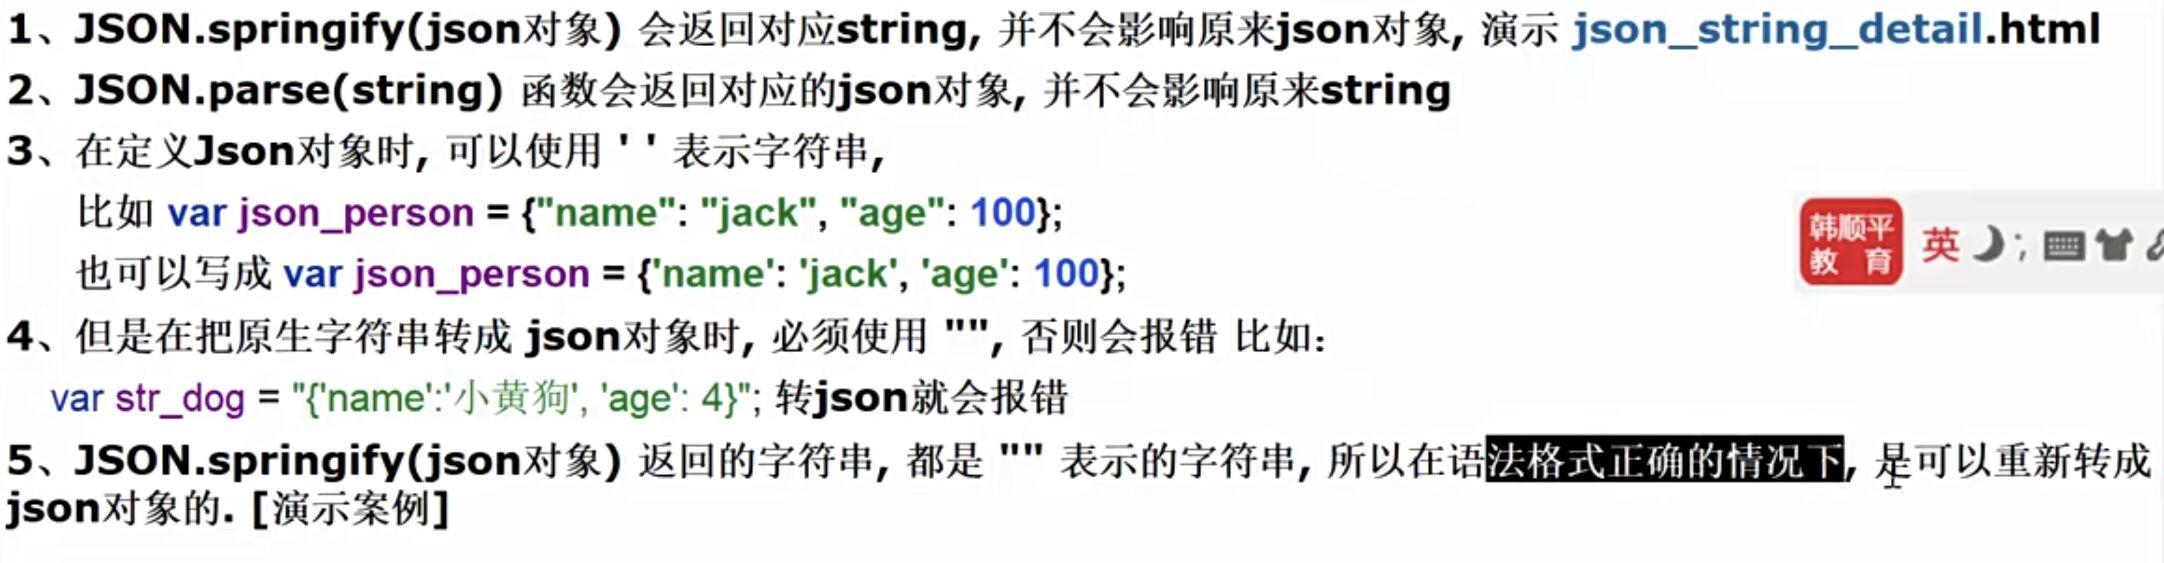 1、JSON.springify(json对象) 会返回对应string, 并不会影响原来json对象, 演示 json_string_detail.html
2、JSON.parse(string) 函数会返回对应的json对象, 并不会影响原来string
3、在定义Json对象时, 可以使用 ' ' 表示字符串,
比如 var json_person = {"name": "jack", "age": 100};
也可以写成 var json_person = {'name': 'jack', 'age': 100};
韩顺平
教 育
英
4、但是在把原生字符串转成 json对象时, 必须使用 "", 否则会报错 比如:
var str_dog = "{'name':'小黄狗', 'age': 4}"; 转json就会报错
5、JSON.springify(json对象) 返回的字符串, 都是 "" 表示的字符串, 所以在语法格式正确的情况下, 是可以重新转成
json对象的. [演示案例]